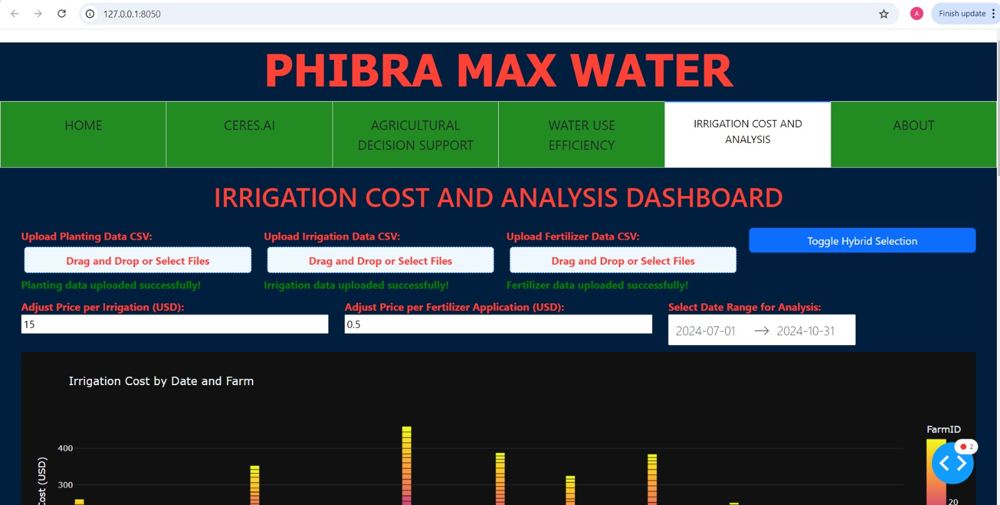 127.0.0.1:8050
A
Finish update
PHIBRA MAX WATER
HOME
CERES.AI
AGRICULTURAL
DECISION SUPPORT
WATER USE
EFFICIENCY
IRRIGATION COST AND
ANALYSIS
ABOUT
IRRIGATION COST AND ANALYSIS DASHBOARD
Upload Planting Data CSV:
Drag and Drop or Select Files
Planting data uploaded successfully!
Upload Irrigation Data CSV:
Drag and Drop or Select Files
Irrigation data uploaded successfully!
Upload Fertilizer Data CSV:
Drag and Drop or Select Files
Fertilizer data uploaded successfully!
Toggle Hybrid Selection
Adjust Price per Irrigation (USD):
15
Adjust Price per Fertilizer Application (USD):
0.5
Select Date Range for Analysis:
2024-07-01 → 2024-10-31
Irrigation Cost by Date and Farm
400
300
Cost (USD)
FarmID
2
20